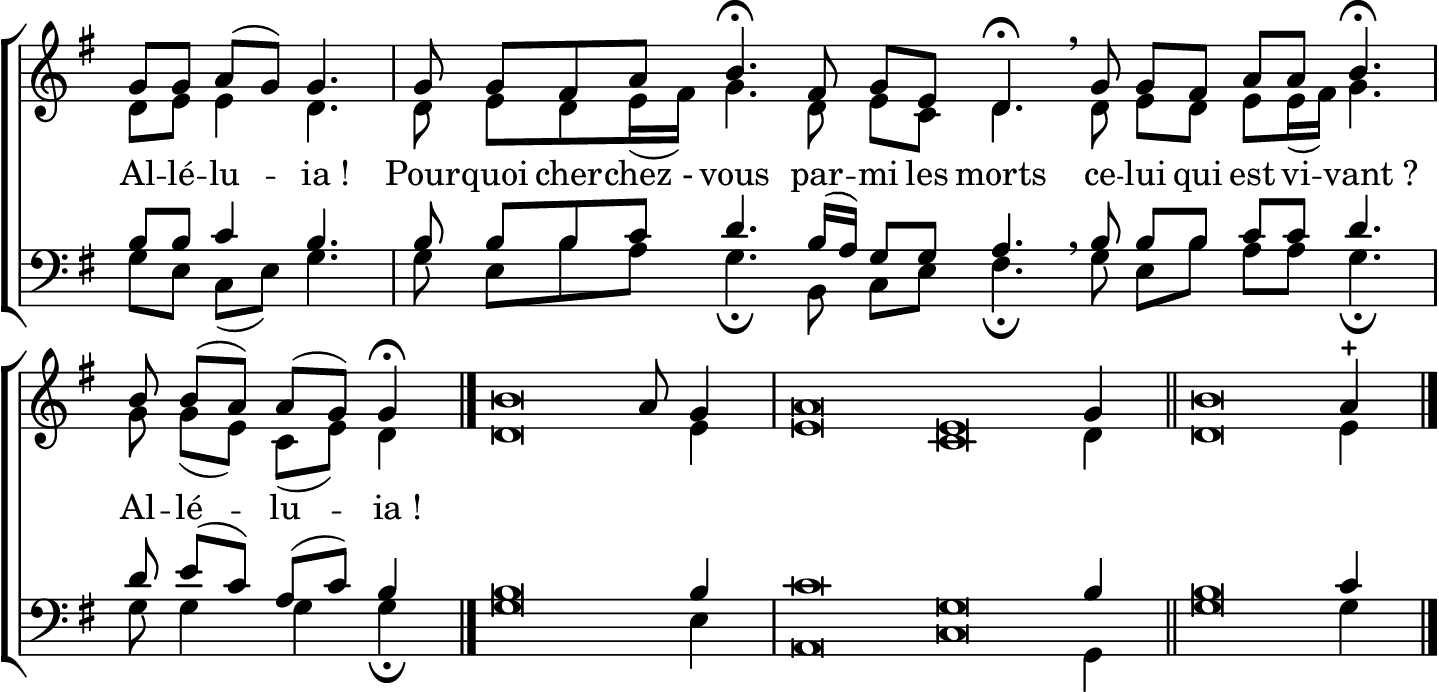 Al -- lé -- lu -- ia ! Pourquoi cherchez - vous par -- mi les morts ce -- lui qui est vi -- vant ?
Al -- lé -- lu -- ia !